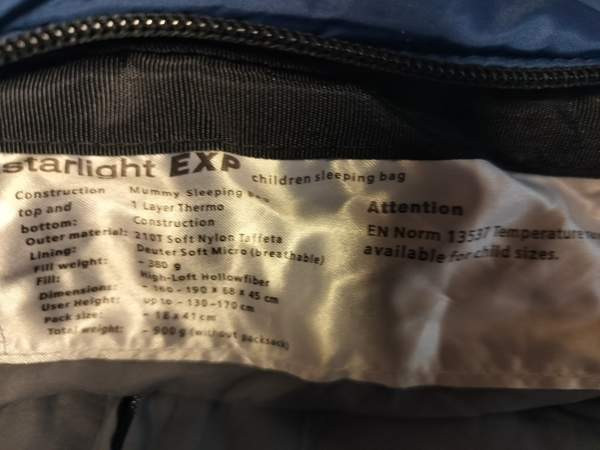 starlight EXP children sleeping bag
Construction Mummy Sleeping bag
top and 1 Layer Thermo
bottom: Construction
Outer material: 210T Soft Nylon Taffeta
Lining: Deuter Soft Micro (breathable)
Fill weight: ~ 380 g
Fill: High-Loft Hollowfiber
Dimensions: ~ 160 - 190 x 68 x 45 cm
User Height: up to ~ 130-170 cm
Pack size: ~ 18 x 41 cm
Total weight: ~ 900 g (without packsack)
Attention
EN Norm 13537 Temperature
available for child sizes.